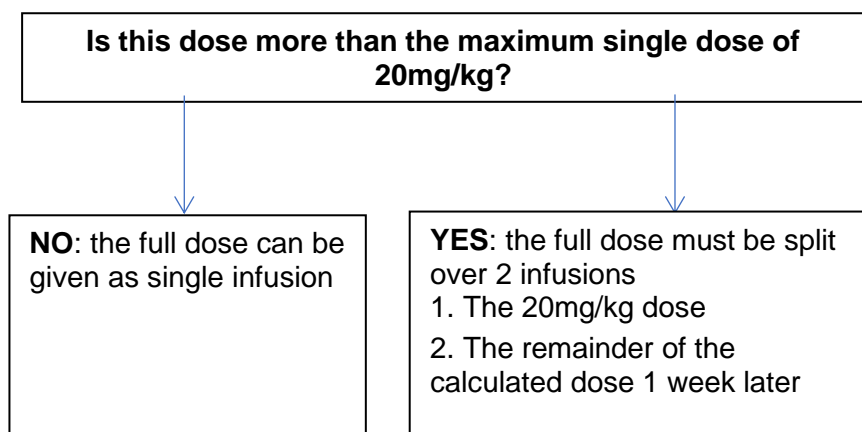 Is this dose more than the maximum single dose of
20mg/kg?
NO: the full dose can be
given as single infusion
YES: the full dose must be split
over 2 infusions
1. The 20mg/kg dose
2. The remainder of the
calculated dose 1 week later